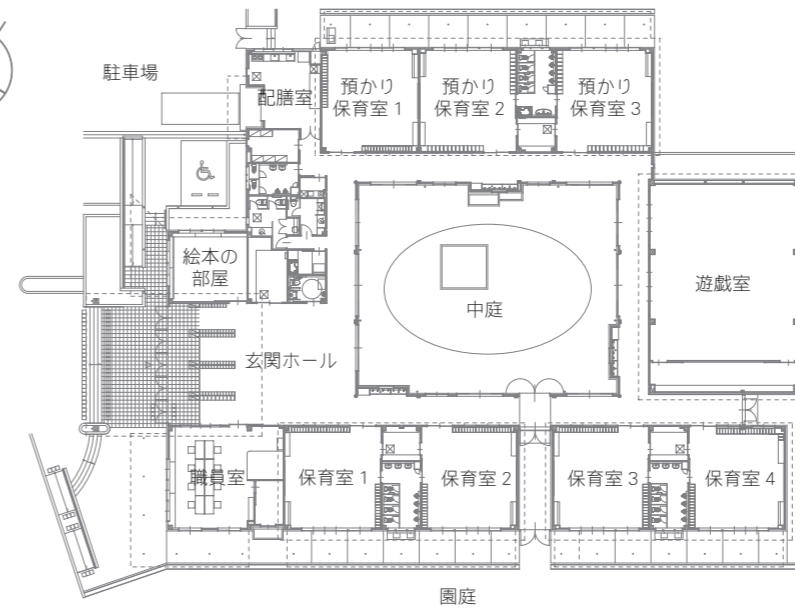 駐車場
配膳室
預かり
保育室 1
預かり
保育室 2
預かり
保育室 3
絵本の
部屋
中庭
遊戯室
玄関ホール
職員室
保育室 1
保育室 2
保育室 3
保育室 4
園庭